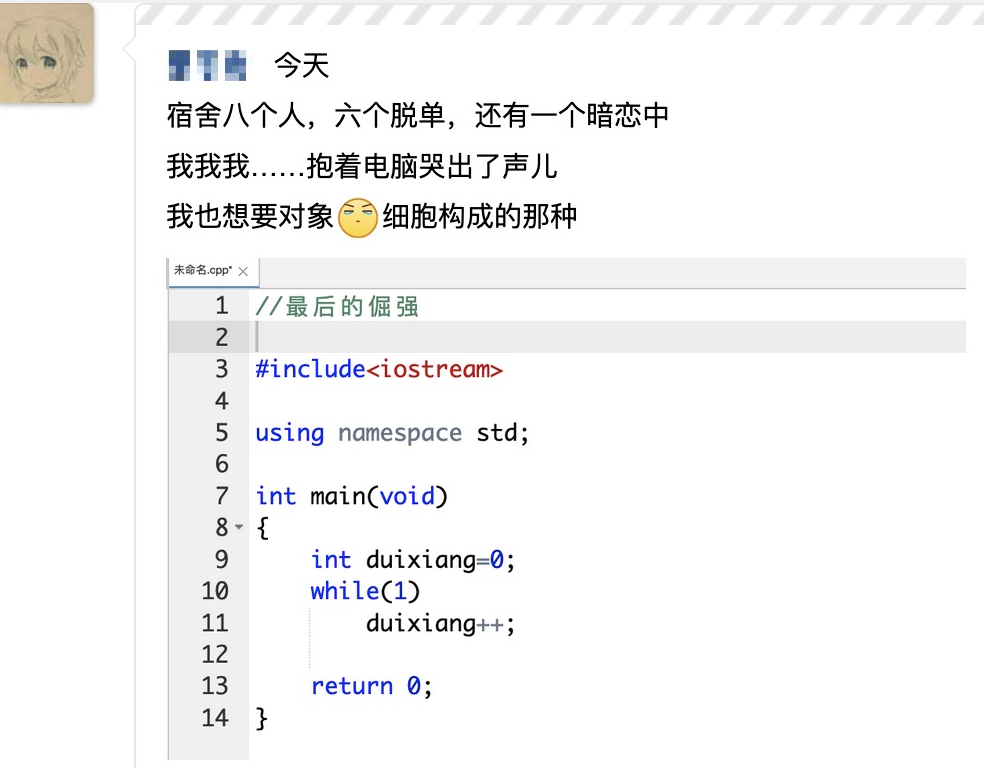 今天
宿舍八个人，六个脱单，还有一个暗恋中
我我我……抱着电脑哭出了声儿
我也想要对象细胞构成的那种
未命名.cpp* ×
1 //最后的倔强
2
3 #include<iostream>
4
5 using namespace std;
6
7 int main(void)
8 {
9 int duixiang=0;
10 while(1)
11 duixiang++;
12
13 return 0;
14 }